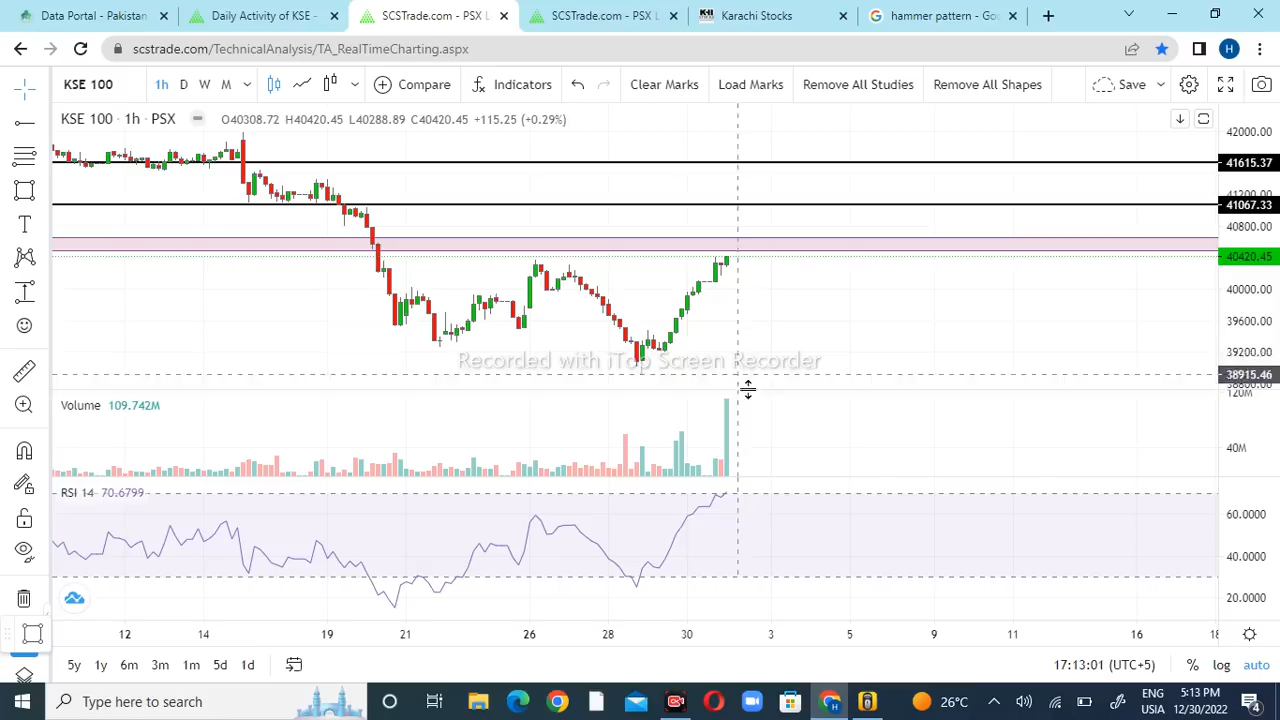 Data Portal - Pakistan
Daily Activity of KSE -
SCSTrade.com - PSX L
SCSTrade.com - PSX L
Karachi Stocks
hammer pattern - Goo
scstrade.com/TechnicalAnalysis/TA_RealTimeCharting.aspx
H
KSE 100
1h D W M
Compare
Indicators
Clear Marks
Load Marks
Remove All Studies
Remove All Shapes
Save
KSE 100 · 1h · PSX
O40308.72 H40420.45 L40288.89 C40420.45 +115.25 (+0.29%)
42000.00
41615.37
41200.00
41067.33
40800.00
40420.45
40000.00
39600.00
39200.00
Recorded with iTop Screen Recorder
38915.46
38800.00
120M
Volume 109.742M
40M
RSI 14 70.6799
60.0000
40.0000
20.0000
12 14 19 21 26 28 30 3 5 9 11 16 18
5y 1y 6m 3m 1m 5d 1d
17:13:01 (UTC+5)
% log auto
Type here to search
H
26°C
ENG
USIA
5:13 PM
12/30/2022
4